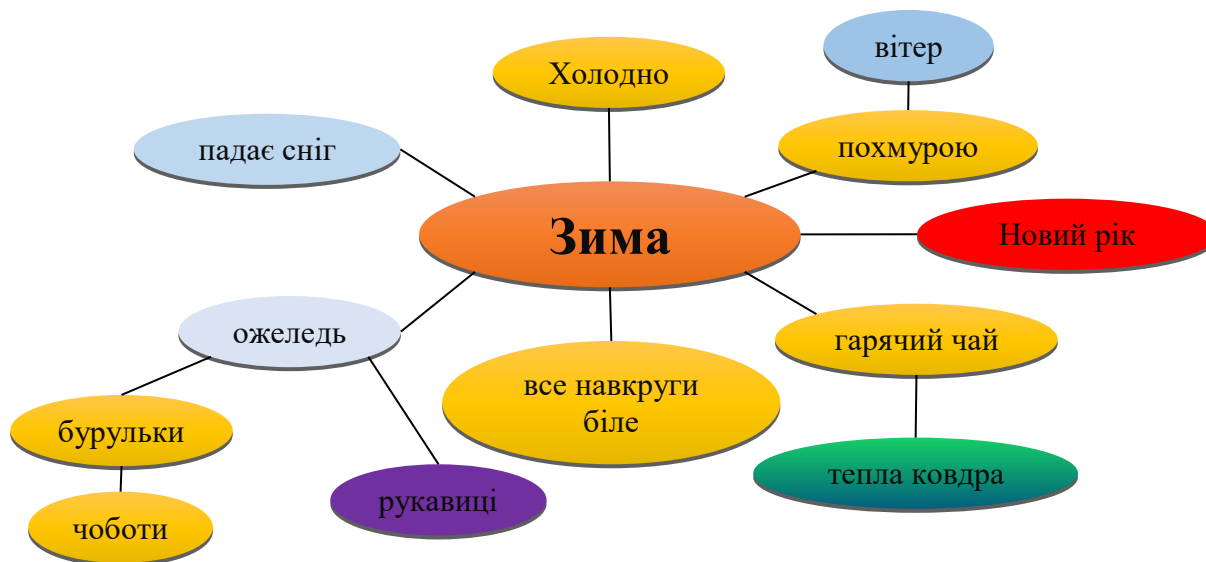 вітер
Холодно
похмурою
падає сніг
Зима
Новий рік
ожеледь
гарячий чай
все навкруги
біле
бурульки
тепла ковдра
рукавиці
чоботи